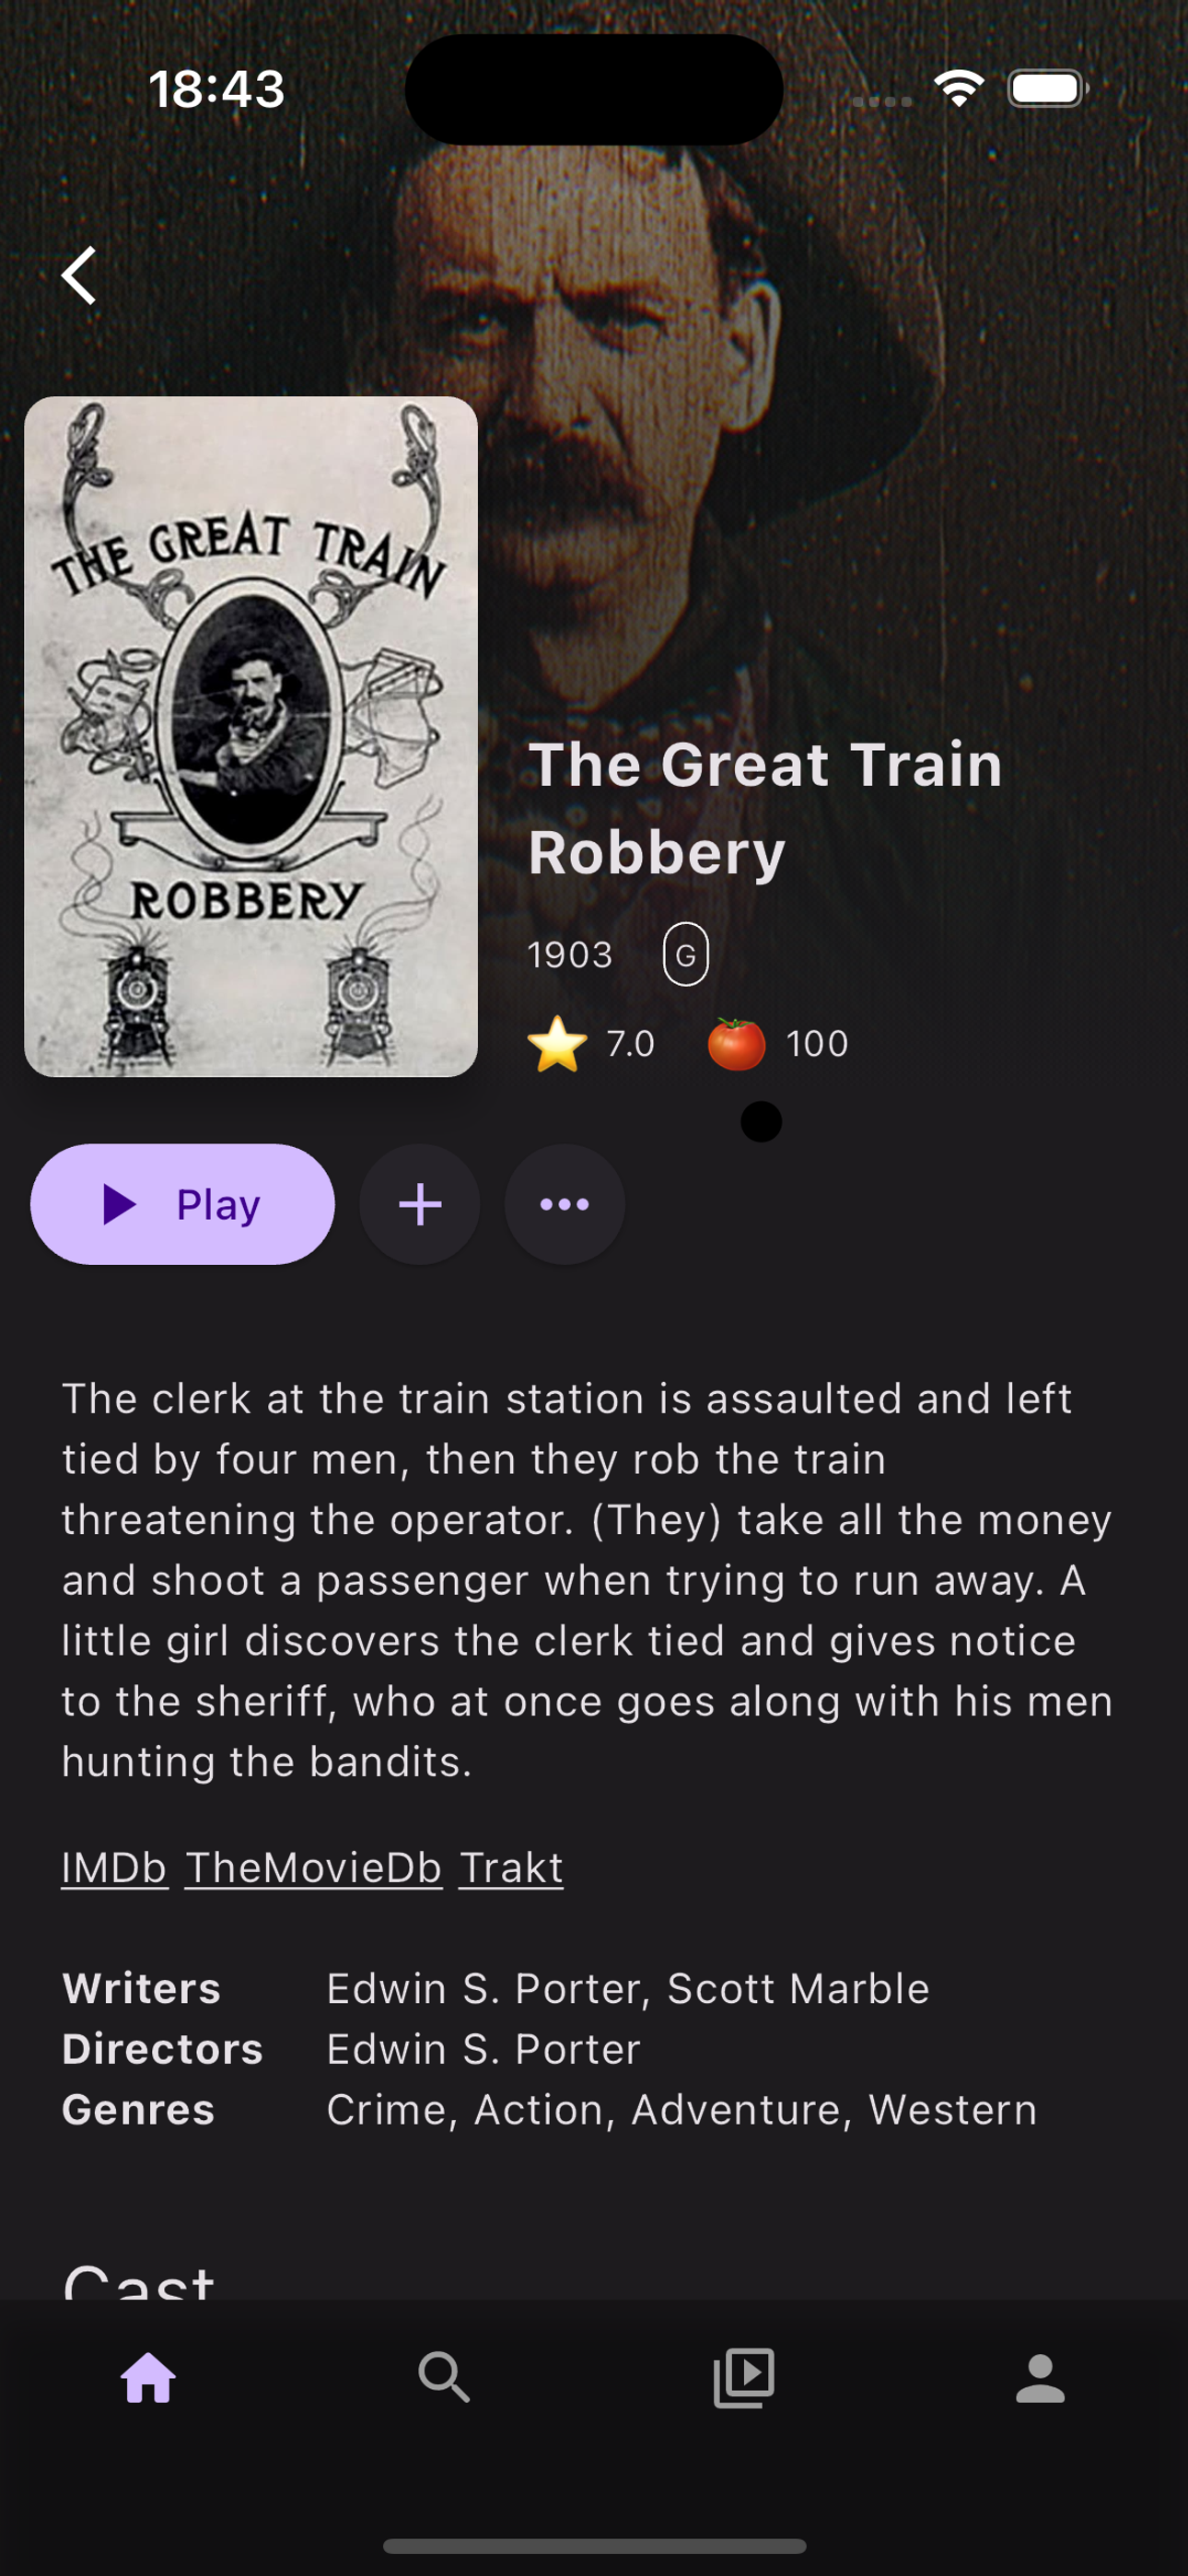 18:43
THE GREAT TRAIN
ROBBERY
The Great Train
Robbery
1903 G
7.0 100
Play
The clerk at the train station is assaulted and left
tied by four men, then they rob the train
threatening the operator. (They) take all the money
and shoot a passenger when trying to run away. A
little girl discovers the clerk tied and gives notice
to the sheriff, who at once goes along with his men
hunting the bandits.
IMDb TheMovieDb Trakt
Writers Edwin S. Porter, Scott Marble
Directors Edwin S. Porter
Genres Crime, Action, Adventure, Western
Cast